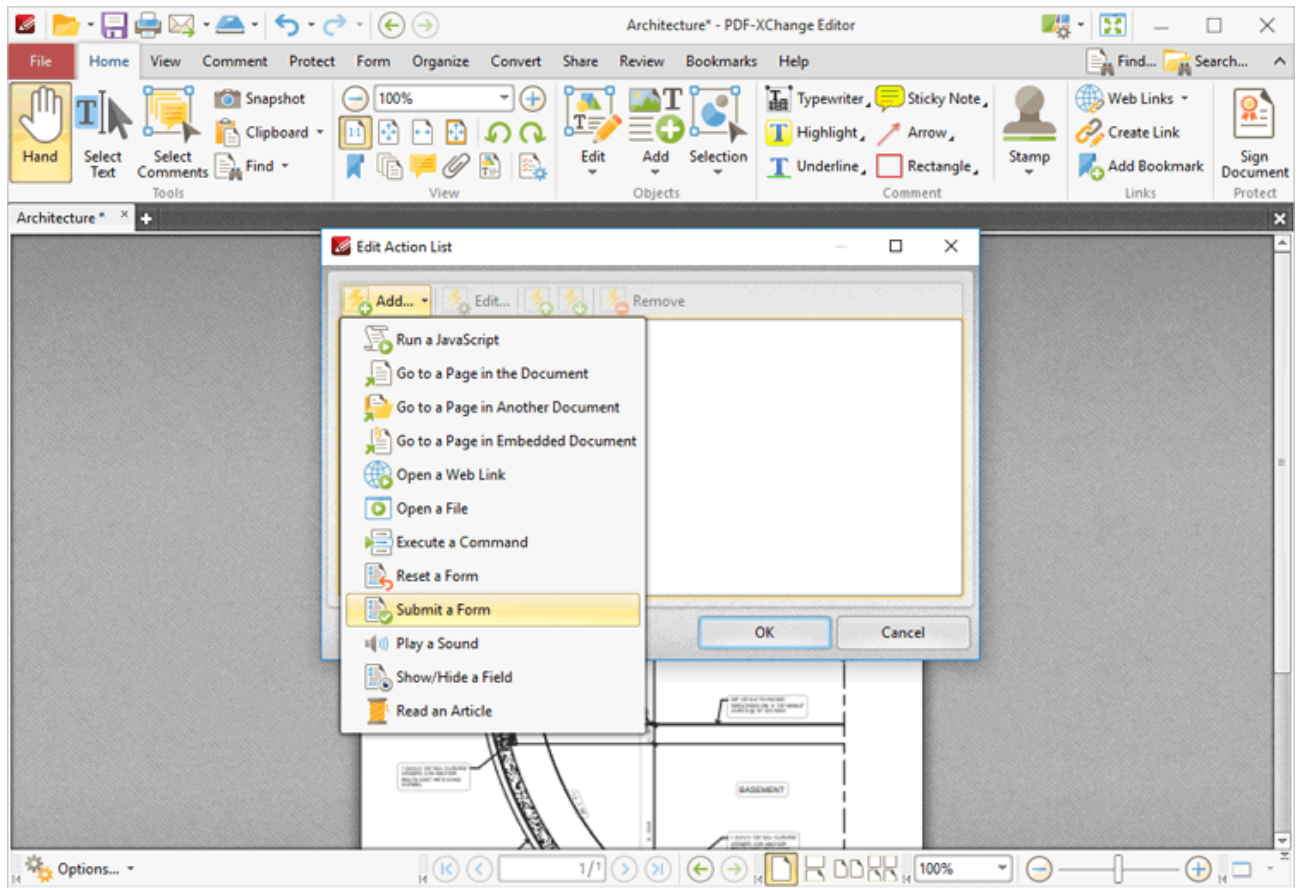 Architecture* - PDF-XChange Editor
File Home View Comment Protect Form Organize Convert Share Review Bookmarks Help Find... Search...
Snapshot 100% Typewriter Sticky Note Web Links
Clipboard Highlight Arrow Create Link
Hand Select Text Select Comments Find Edit Add Selection Underline Rectangle Stamp Add Bookmark Sign Document
Tools View Objects Comment Links Protect
Architecture *
Edit Action List
Add... Edit... Remove
Run a JavaScript
Go to a Page in the Document
Go to a Page in Another Document
Go to a Page in Embedded Document
Open a Web Link
Open a File
Execute a Command
Reset a Form
Submit a Form
OK Cancel
Play a Sound
Show/Hide a Field
Read an Article
BASEMENT
Options... 1/1 100%